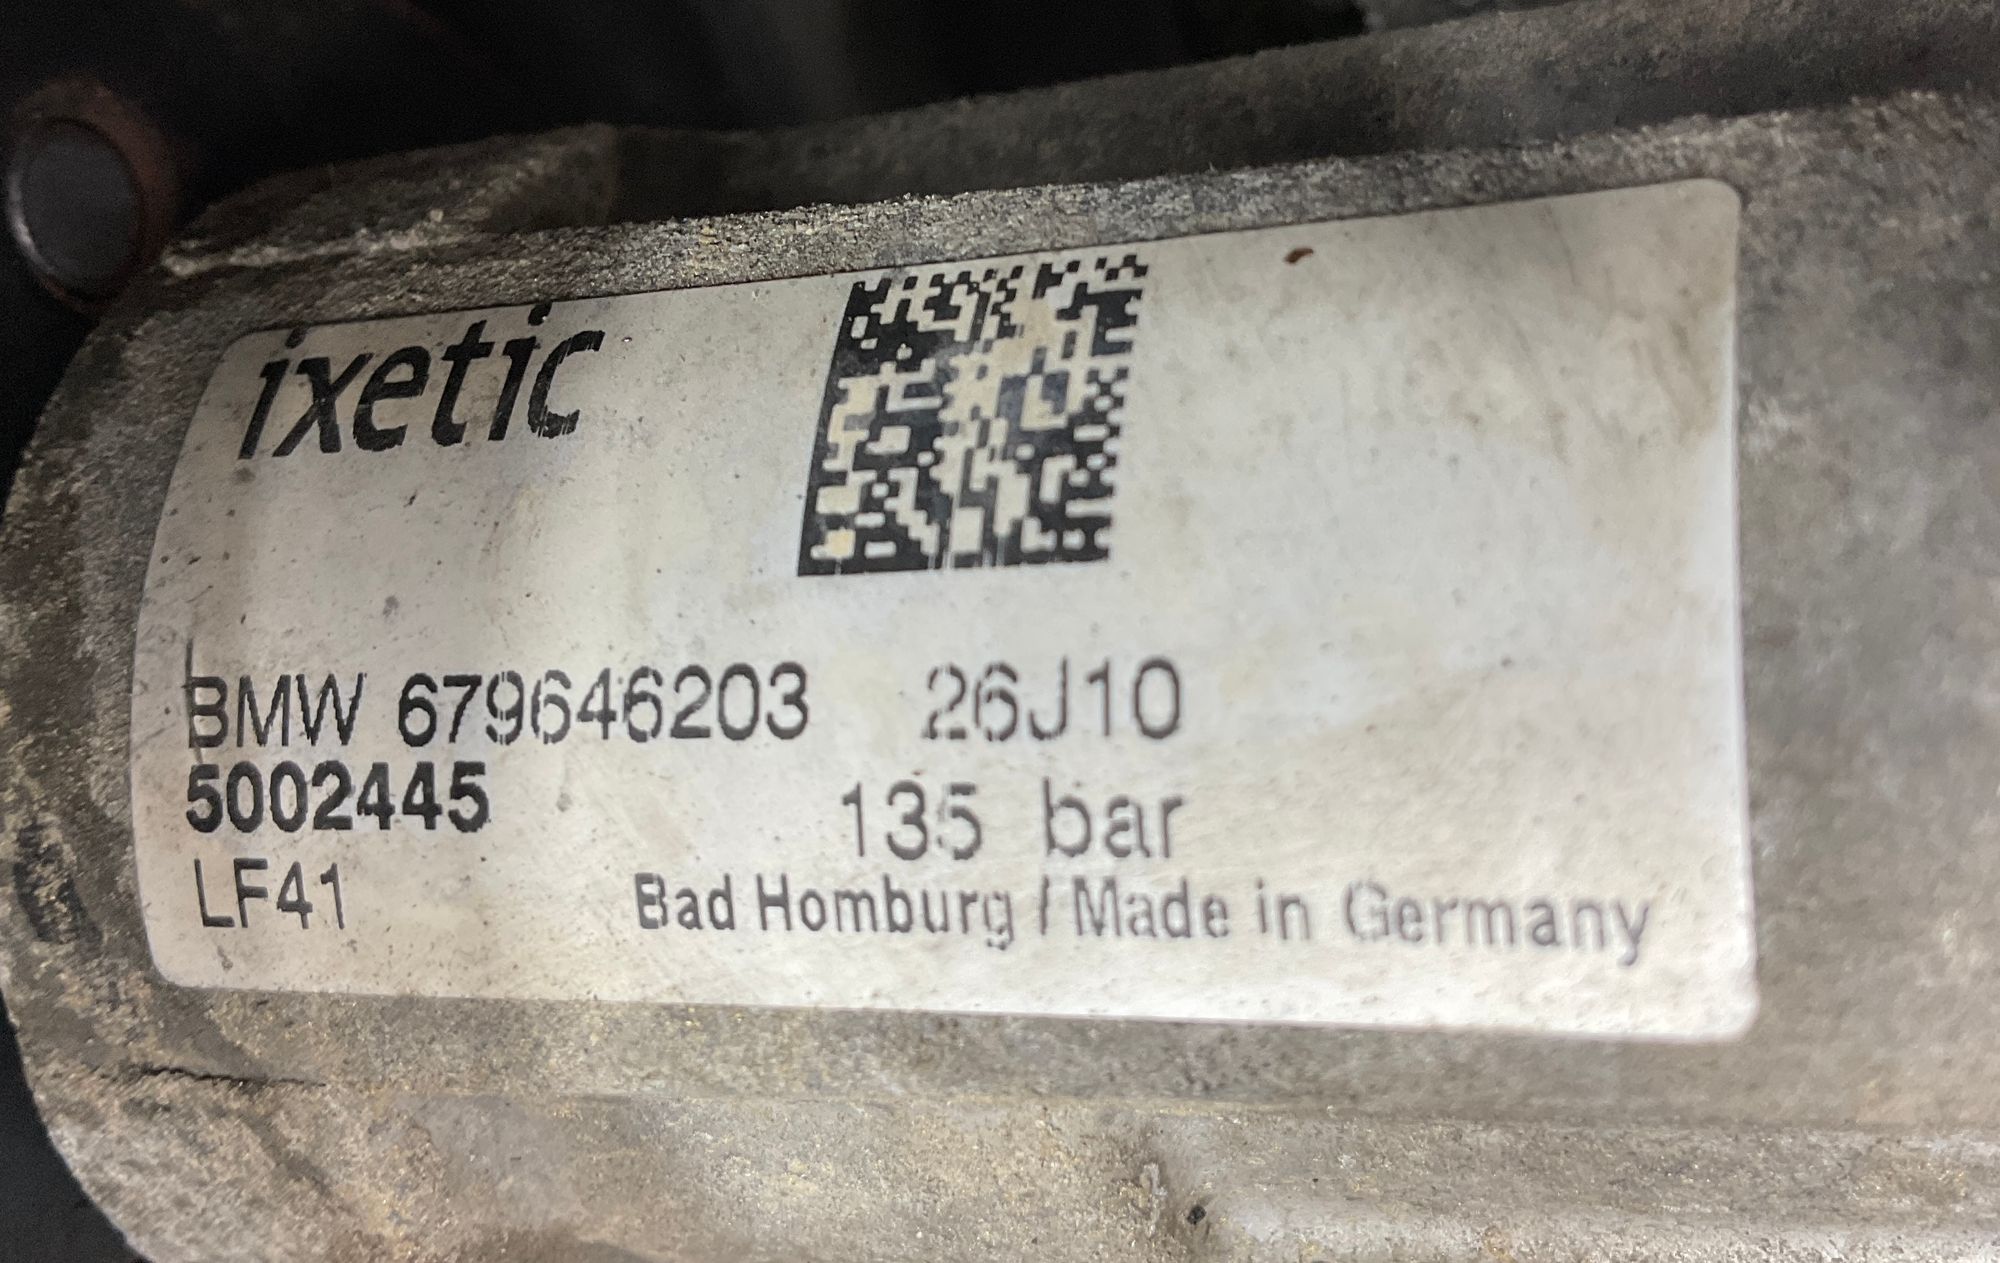 ixetic
BMW 679646203 26J10
5002445
135 bar
LF41
Bad Homburg / Made in Germany